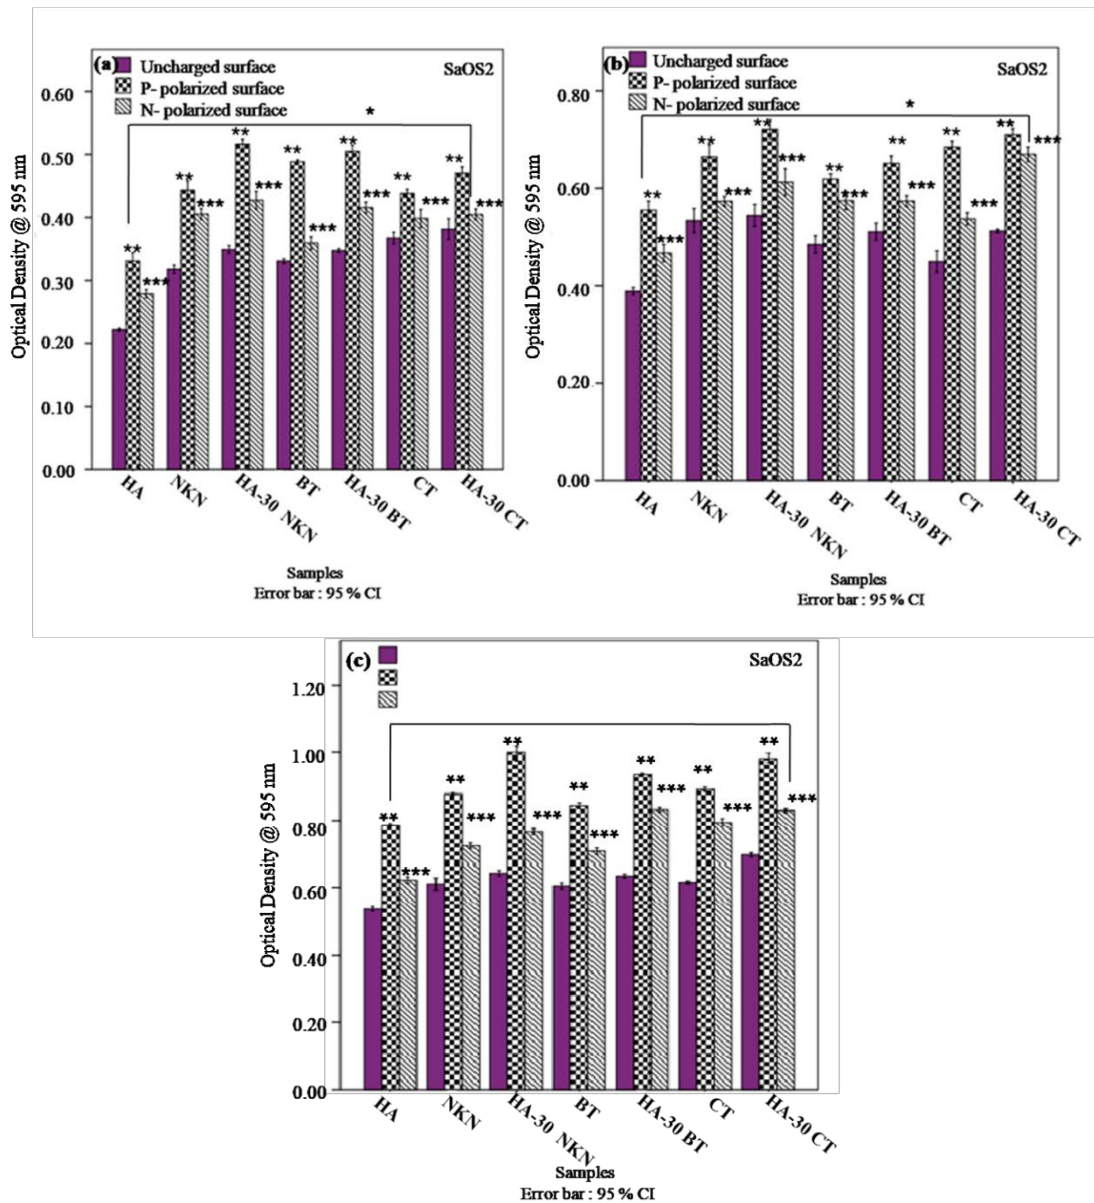 (a)
Uncharged surface
P- polarized surface
N- polarized surface
SaOS2
*
0.60
0.50
0.40
0.30
0.20
0.10
0.00
Optical Density @ 595 nm
** *** ** *** ** *** ** *** ** *** ** *** ** ***
HA
NKN
HA-30 NKN
BT
HA-30 BT
CT
HA-30 CT
Samples
Error bar : 95 % CI
(b)
Uncharged surface
P- polarized surface
N- polarized surface
SaOS2
*
0.80
0.60
0.40
0.20
0.00
Optical Density @ 595 nm
** *** ** *** ** *** ** *** ** *** ** *** ** ***
HA
NKN
HA-30 NKN
BT
HA-30 BT
CT
HA-30 CT
Samples
Error bar : 95 % CI
(c)
SaOS2
1.20
1.00
0.80
0.60
0.40
0.20
0.00
Optical Density @ 595 nm
** *** ** *** ** *** ** *** ** *** ** *** ** ***
HA
NKN
HA-30 NKN
BT
HA-30 BT
CT
HA-30 CT
Samples
Error bar : 95 % CI